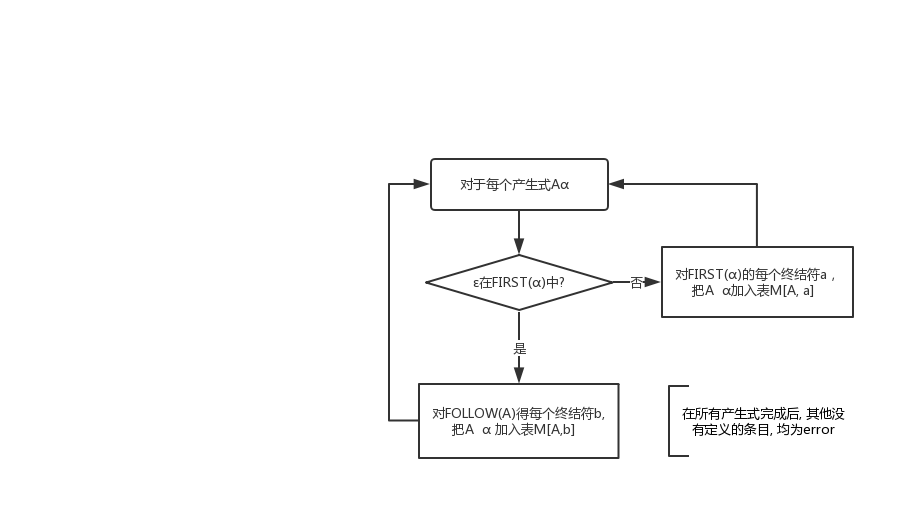 对于每个产生式Aα
ε在FIRST(α)中?
否
对FIRST(α)的每个终结符a ,
把A α加入表M[A, a]
是
对FOLLOW(A)得每个终结符b,
把A α 加入表M[A,b]
在所有产生式完成后, 其他没
有定义的条目, 均为error